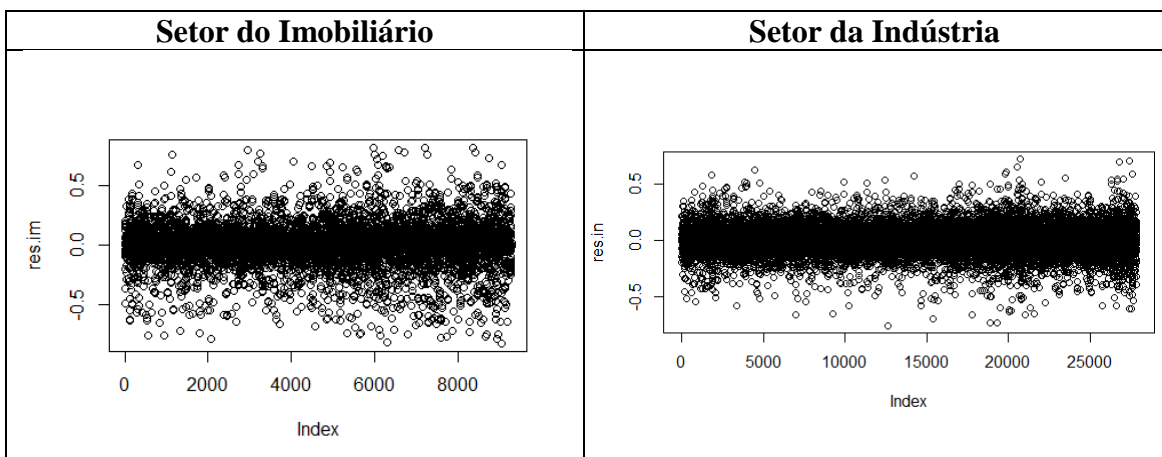 Setor do Imobiliário
Setor da Indústria
res.im
0.5
0.0
-0.5
0 2000 4000 6000 8000
Index
res.in
0.5
0.0
-0.5
0 5000 10000 15000 20000 25000
Index